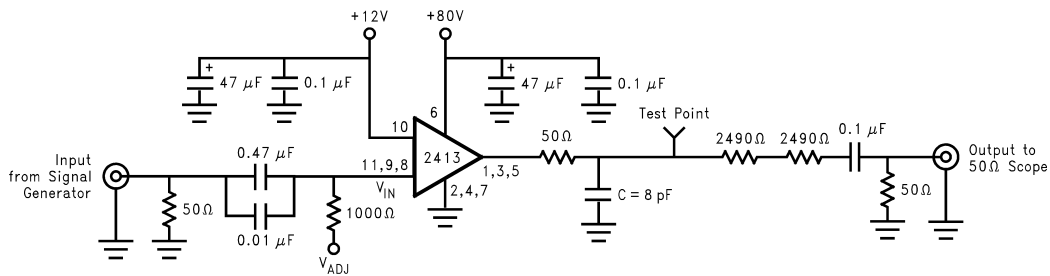 +12V
+80V
+
47 μF
0.1 μF
+
47 μF
0.1 μF
6
10
Test Point
50Ω
2490Ω
2490Ω
0.1 μF
Input
from Signal
Generator
0.47 μF
11,9,8
2413
1,3,5
Output to
50Ω Scope
V_IN
2,4,7
50Ω
1000Ω
C = 8 pF
50Ω
0.01 μF
V_ADJ